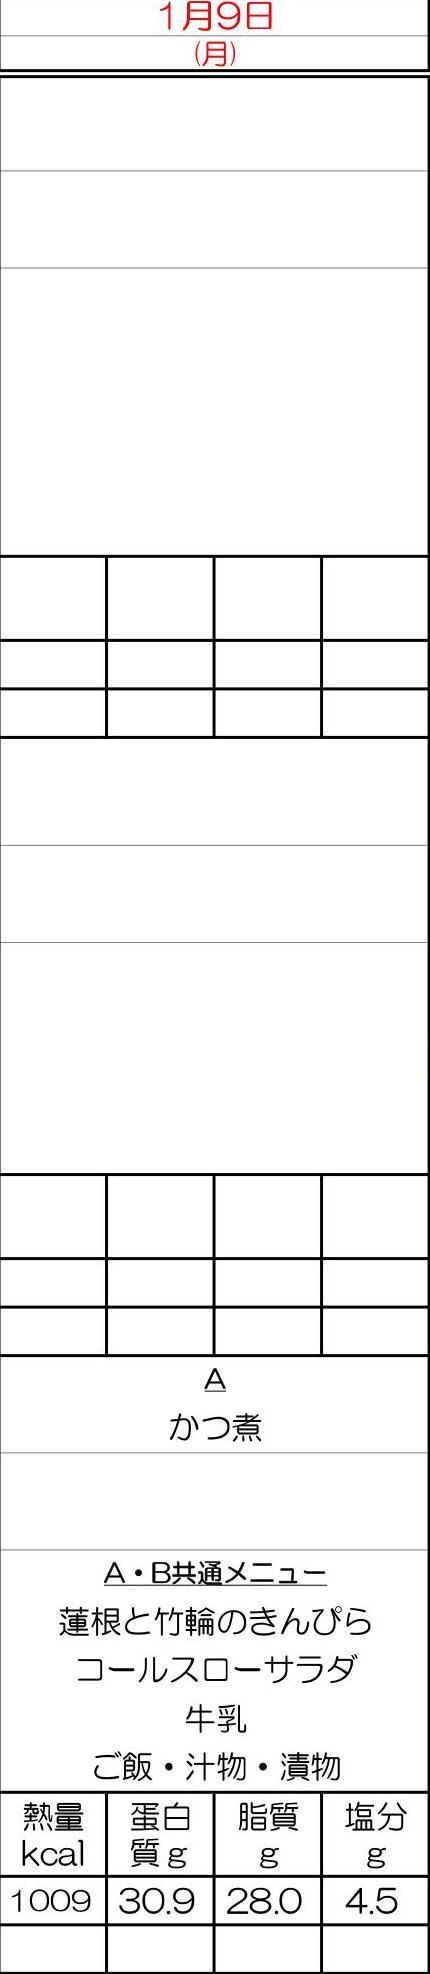 1月9日
(月)
A
かつ煮
A・B共通メニュー
蓮根と竹輪のきんぴら
コールスローサラダ
牛乳
ご飯・汁物・漬物
熱量 蛋白 脂質 塩分
kcal 質g g g
1009 30.9 28.0 4.5